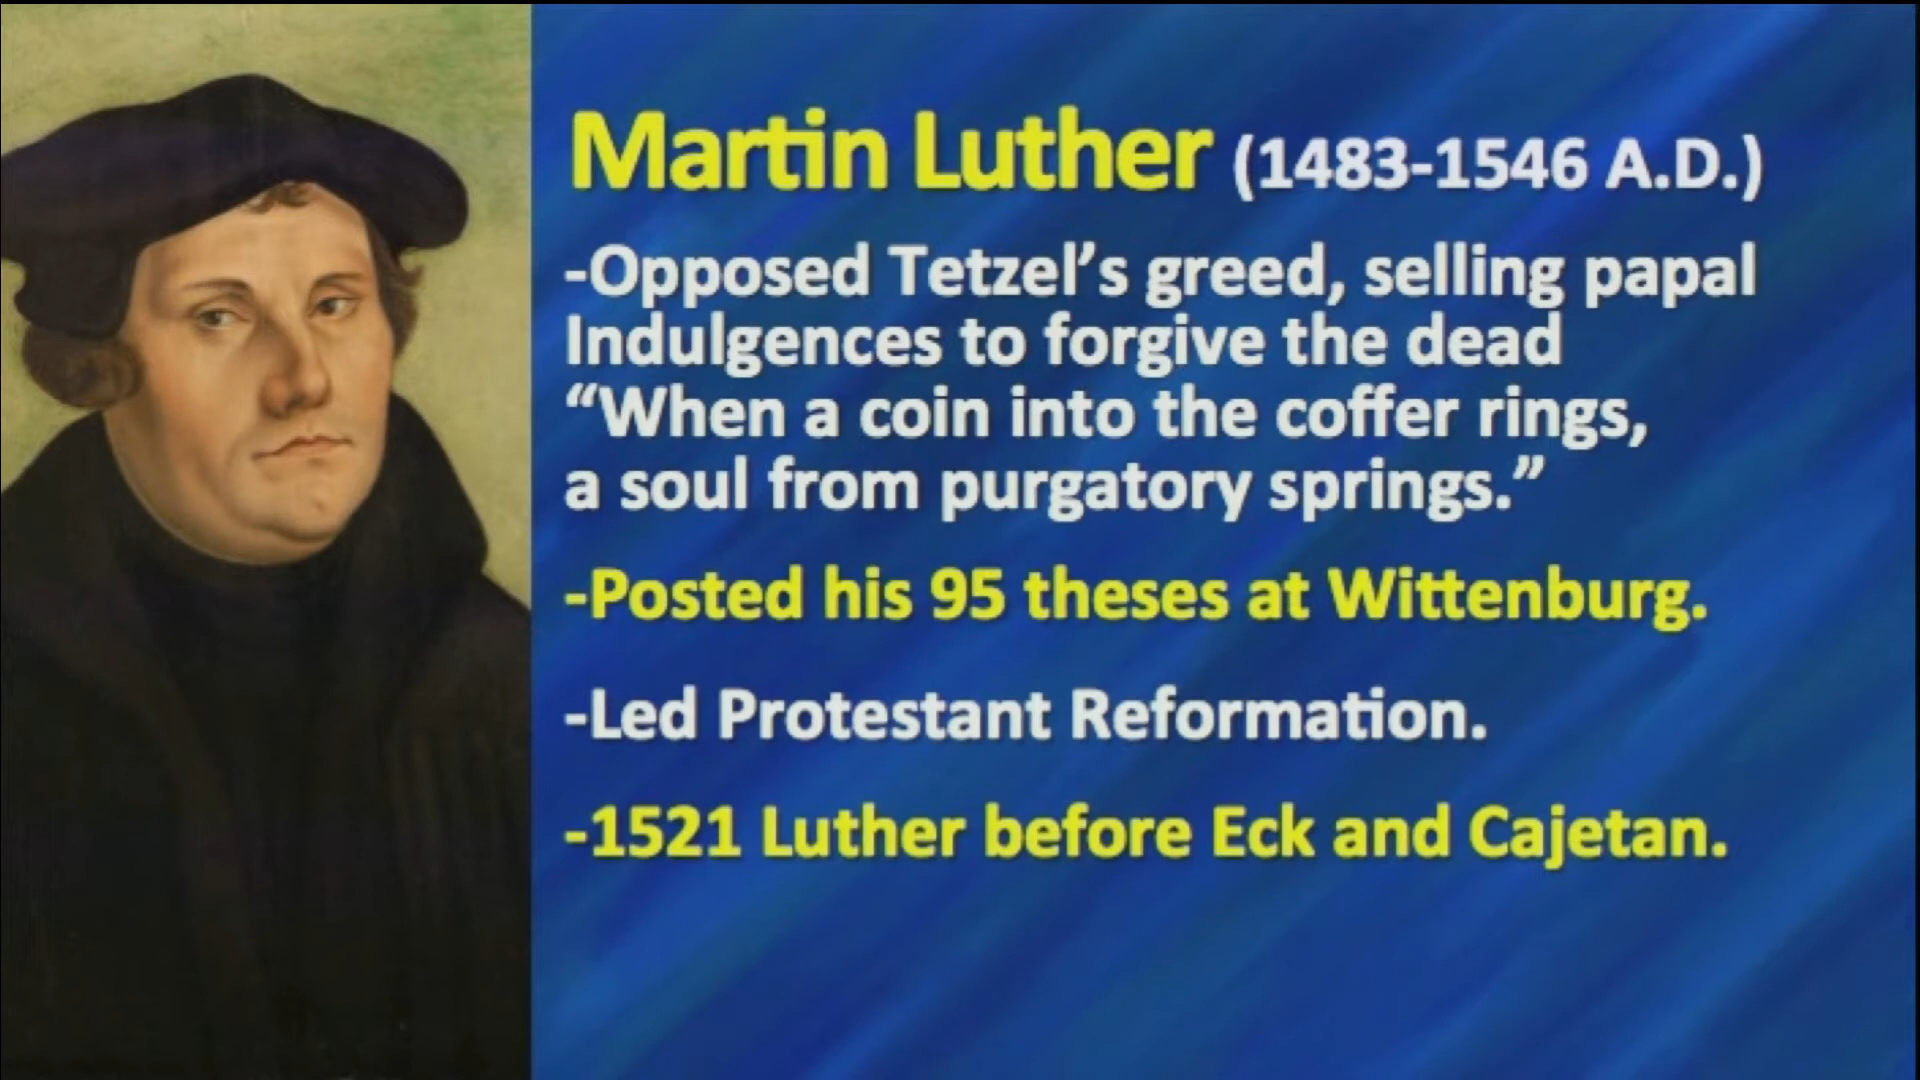 Martin Luther (1483-1546 A.D.)
-Opposed Tetzel’s greed, selling papal
Indulgences to forgive the dead
“When a coin into the coffer rings,
a soul from purgatory springs.”
-Posted his 95 theses at Wittenburg.
-Led Protestant Reformation.
-1521 Luther before Eck and Cajetan.